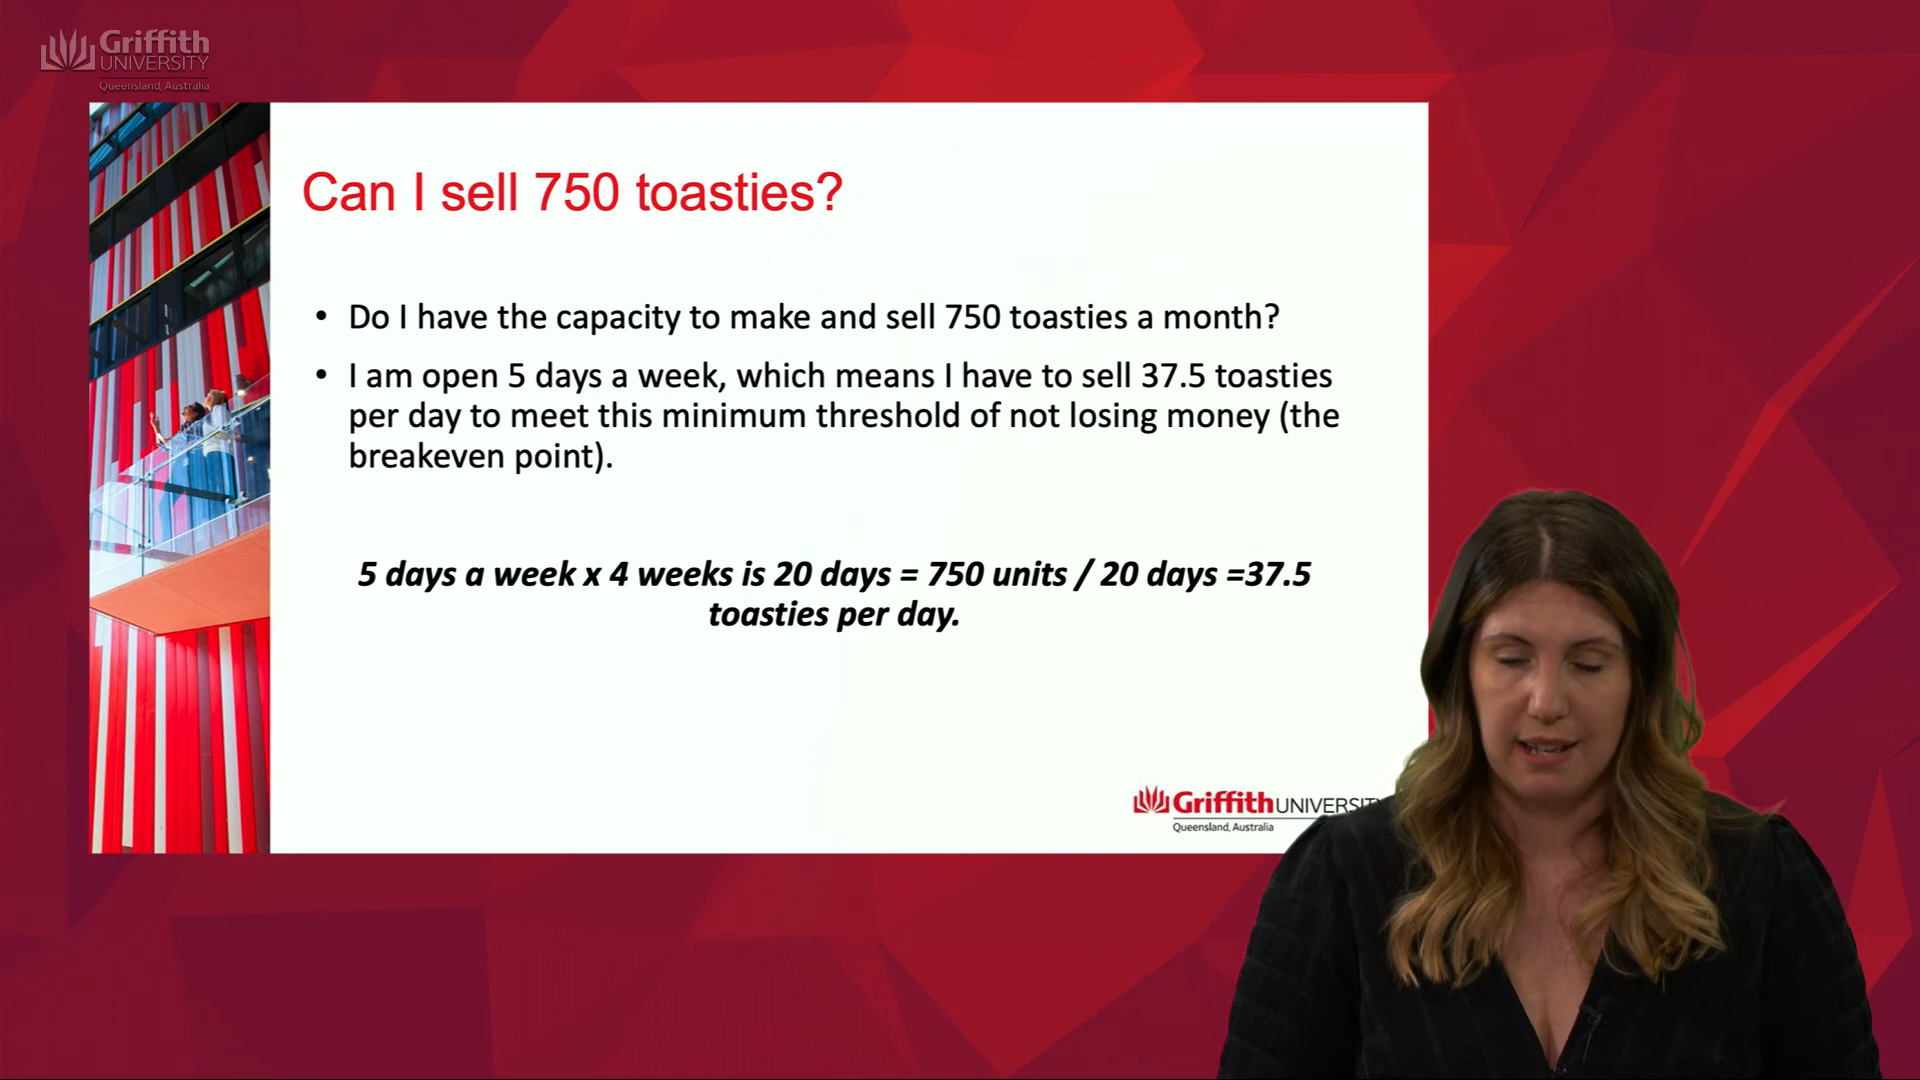 Griffith
UNIVERSITY
Queensland, Australia
Can I sell 750 toasties?
• Do I have the capacity to make and sell 750 toasties a month?
• I am open 5 days a week, which means I have to sell 37.5 toasties
per day to meet this minimum threshold of not losing money (the
breakeven point).
5 days a week x 4 weeks is 20 days = 750 units / 20 days =37.5
toasties per day.
Griffith UNIVERSITY
Queensland, Australia